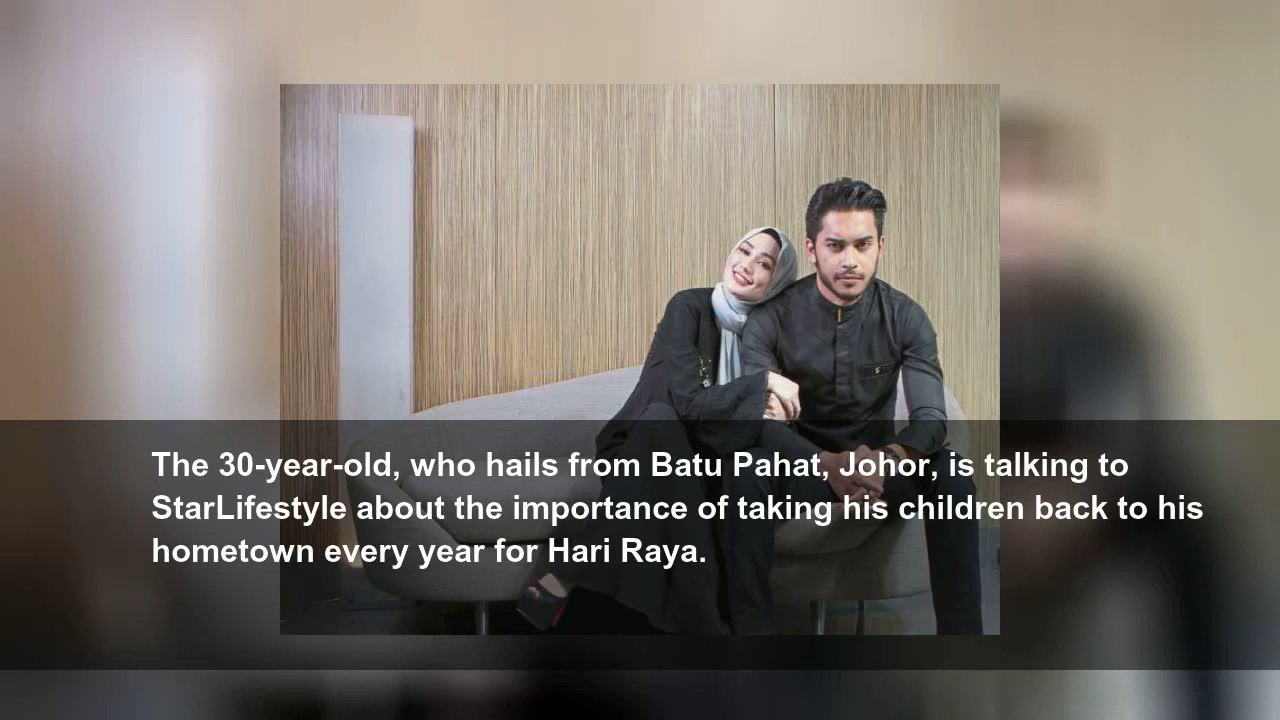 The 30-year-old, who hails from Batu Pahat, Johor, is talking to
StarLifestyle about the importance of taking his children back to his
hometown every year for Hari Raya.